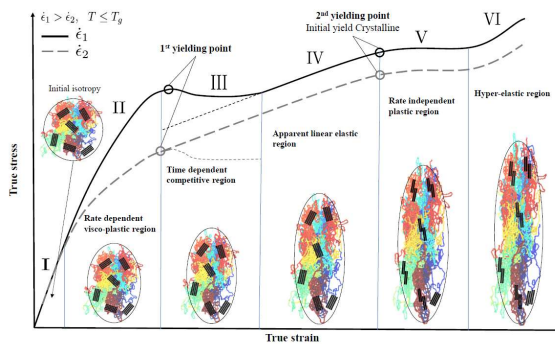 ε̇₁ > ε̇₂, T ≤ Tg
ε̇₁
ε̇₂
Initial isotropy
1st yielding point
2nd yielding point
Initial yield Crystalline
I
II
III
IV
V
VI
Rate dependent
visco-plastic region
Time dependent
competitive region
Apparent linear elastic
region
Rate independent
plastic region
Hyper-elastic region
True stress
True strain